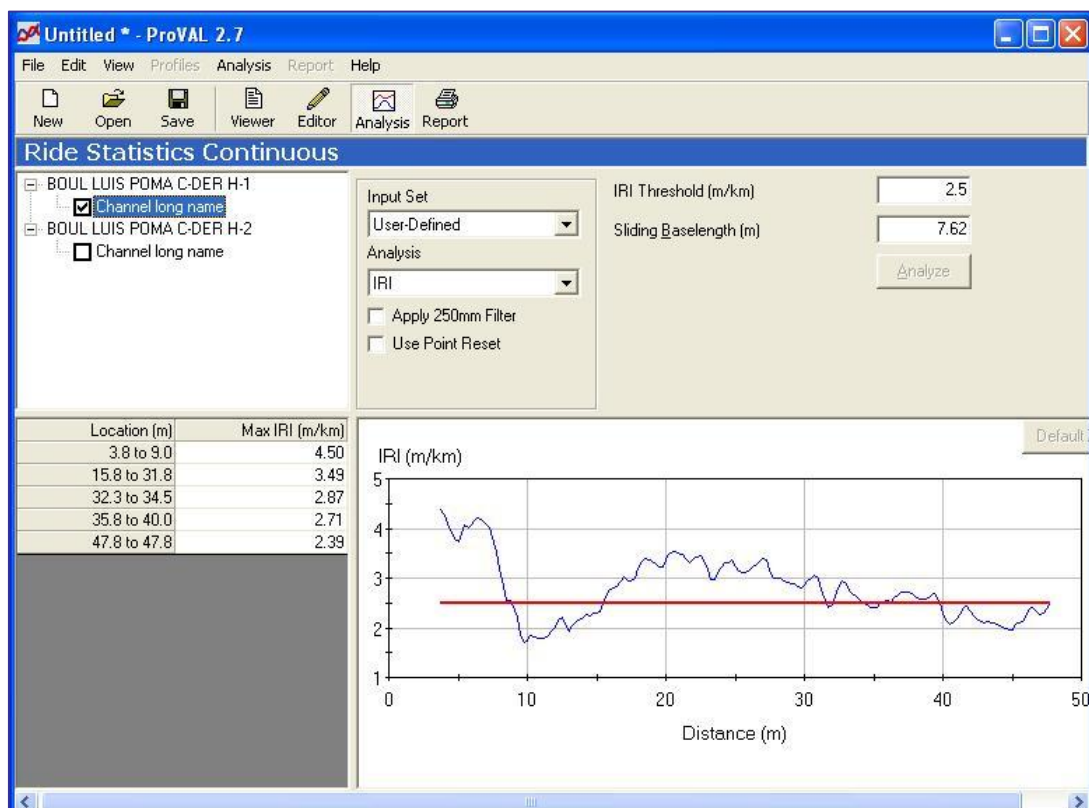 Untitled * - ProVAL 2.7
File Edit View Profiles Analysis Report Help
New Open Save Viewer Editor Analysis Report
Ride Statistics Continuous
BOUL LUIS POMA C-DER H-1
Channel long name
BOUL LUIS POMA C-DER H-2
Channel long name
Input Set
User-Defined
Analysis
IRI
Apply 250mm Filter
Use Point Reset
IRI Threshold (m/km) 2.5
Sliding Baselength (m) 7.62
Analyze
Location (m) Max IRI (m/km)
3.8 to 9.0 4.50
15.8 to 31.8 3.49
32.3 to 34.5 2.87
35.8 to 40.0 2.71
47.8 to 47.8 2.39
Default
IRI (m/km)
5
4
3
2
1
0 10 20 30 40 50
Distance (m)